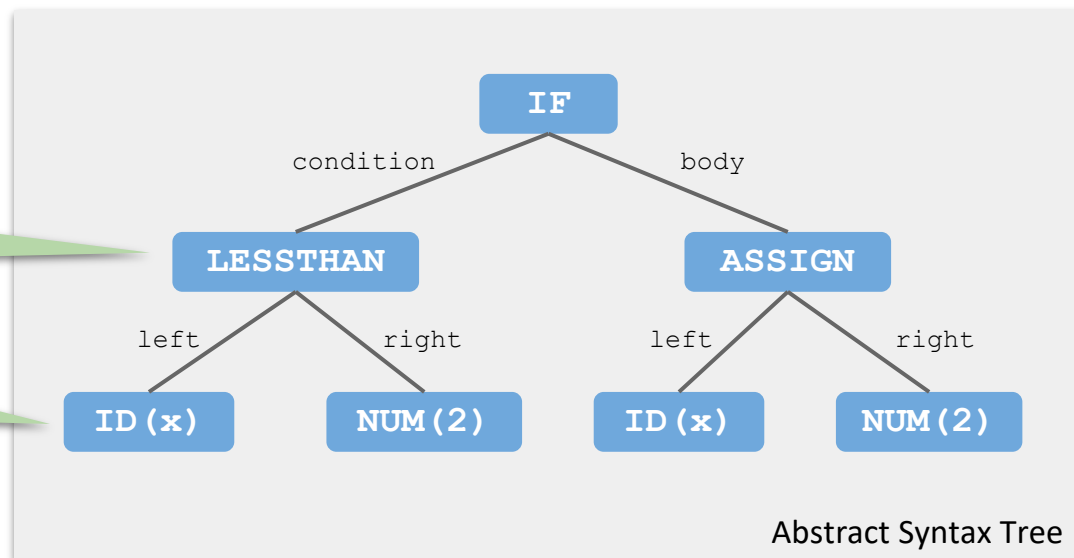 IF
condition
body
LESSTHAN
ASSIGN
left
right
left
right
ID(x)
NUM(2)
ID(x)
NUM(2)
Abstract Syntax Tree